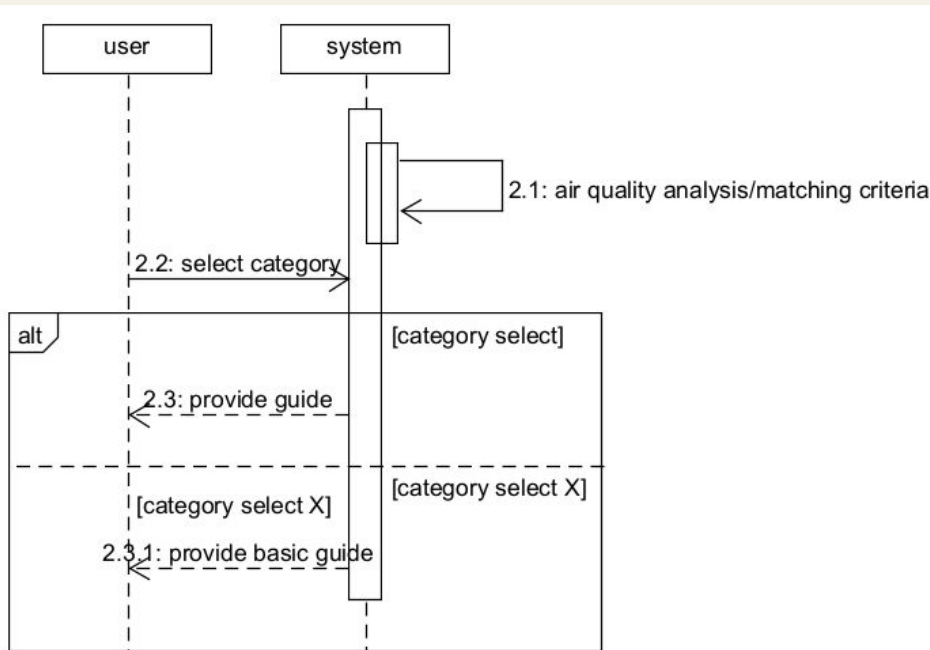 user
system
2.1: air quality analysis/matching criteria
2.2: select category
alt
[category select]
2.3: provide guide
[category select X]
[category select X]
2.3.1: provide basic guide